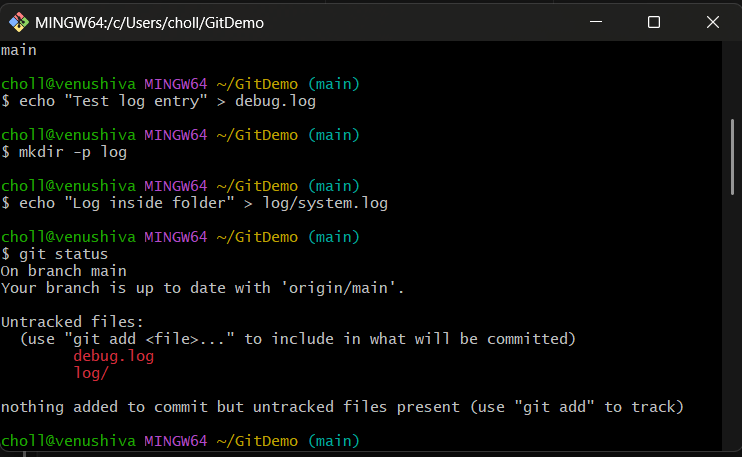 MINGW64:/c/Users/choll/GitDemo
main
choll@venushiva MINGW64 ~/GitDemo (main)
$ echo "Test log entry" > debug.log
choll@venushiva MINGW64 ~/GitDemo (main)
$ mkdir -p log
choll@venushiva MINGW64 ~/GitDemo (main)
$ echo "Log inside folder" > log/system.log
choll@venushiva MINGW64 ~/GitDemo (main)
$ git status
On branch main
Your branch is up to date with 'origin/main'.
Untracked files:
  (use "git add <file>..." to include in what will be committed)
        debug.log
        log/
nothing added to commit but untracked files present (use "git add" to track)
choll@venushiva MINGW64 ~/GitDemo (main)